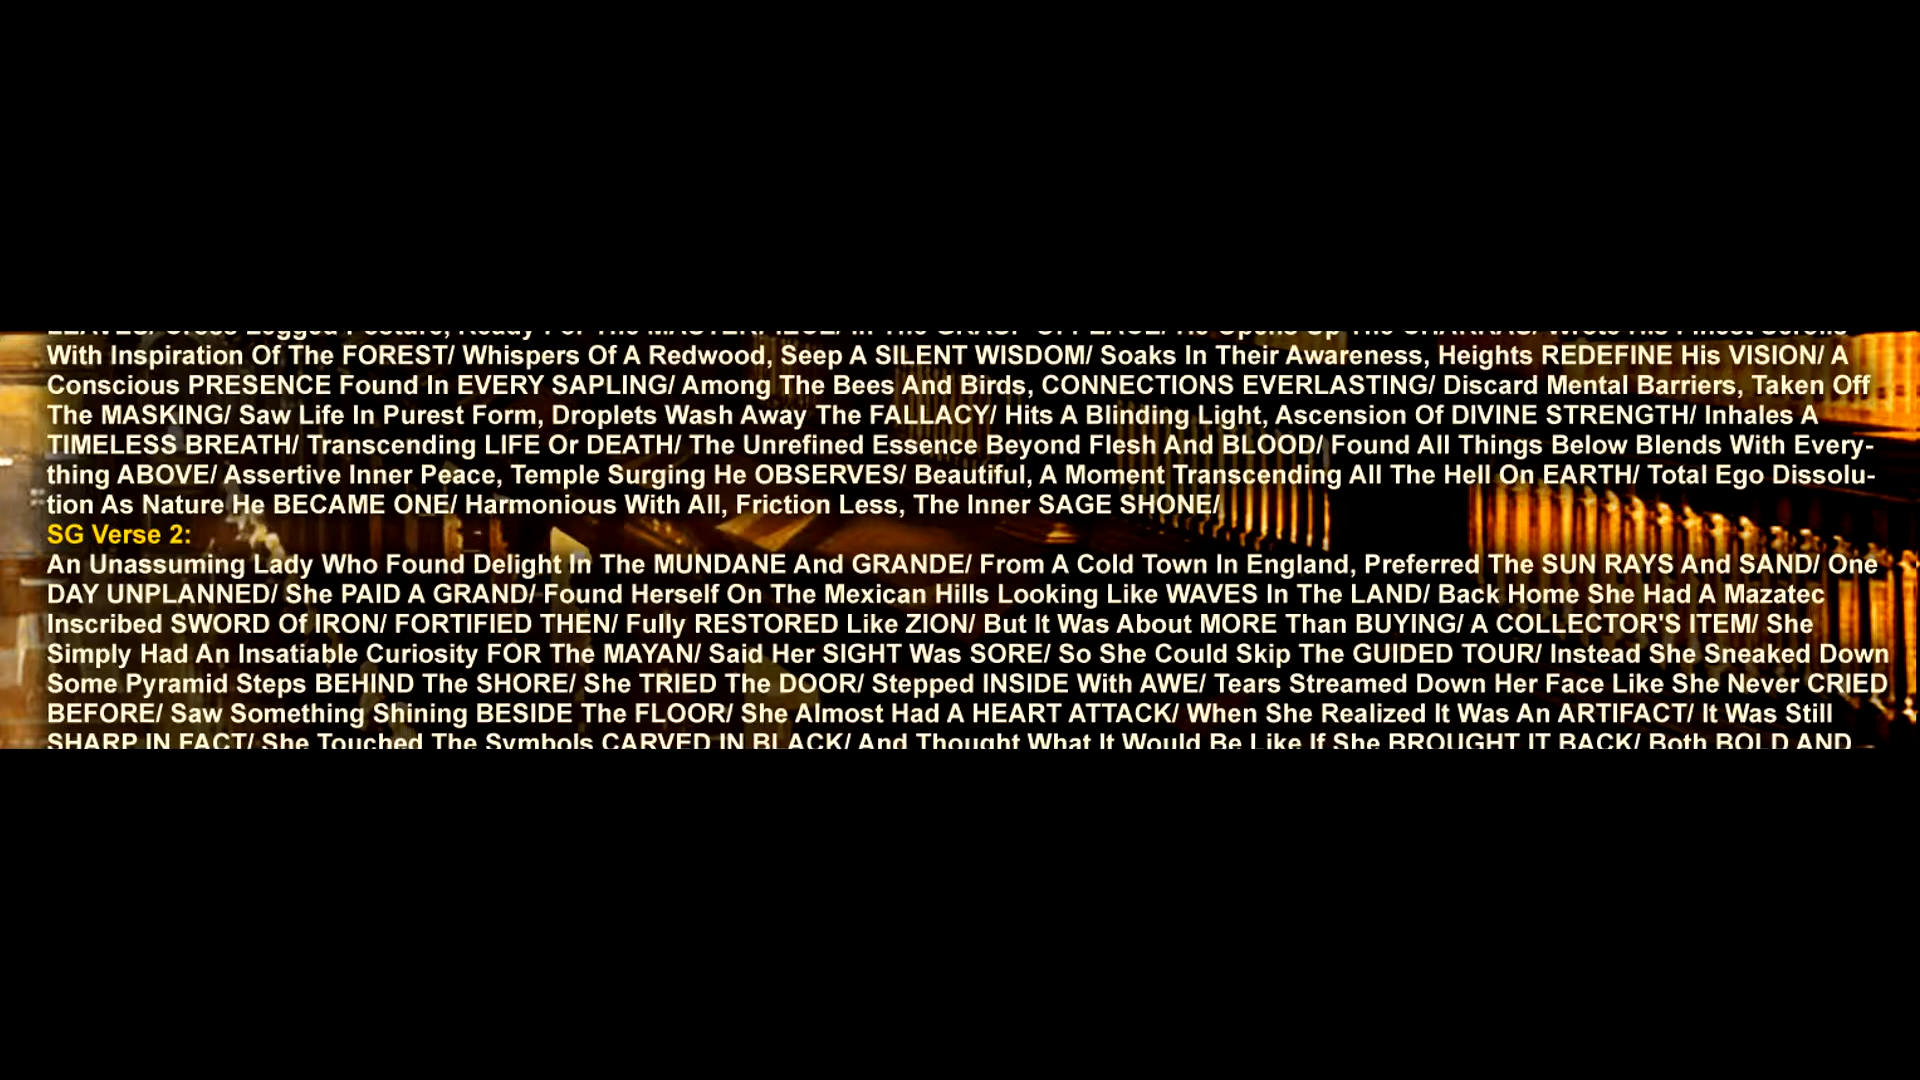 With Inspiration Of The FOREST/ Whispers Of A Redwood, Seep A SILENT WISDOM/ Soaks In Their Awareness, Heights REDEFINE His VISION/ A
Conscious PRESENCE Found In EVERY SAPLING/ Among The Bees And Birds, CONNECTIONS EVERLASTING/ Discard Mental Barriers, Taken Off
The MASKING/ Saw Life In Purest Form, Droplets Wash Away The FALLACY/ Hits A Blinding Light, Ascension Of DIVINE STRENGTH/ Inhales A
TIMELESS BREATH/ Transcending LIFE Or DEATH/ The Unrefined Essence Beyond Flesh And BLOOD/ Found All Things Below Blends With Every-
thing ABOVE/ Assertive Inner Peace, Temple Surging He OBSERVES/ Beautiful, A Moment Transcending All The Hell On EARTH/ Total Ego Dissolu-
tion As Nature He BECAME ONE/ Harmonious With All, Friction Less, The Inner SAGE SHONE/
SG Verse 2:
An Unassuming Lady Who Found Delight In The MUNDANE And GRANDE/ From A Cold Town In England, Preferred The SUN RAYS And SAND/ One
DAY UNPLANNED/ She PAID A GRAND/ Found Herself On The Mexican Hills Looking Like WAVES In The LAND/ Back Home She Had A Mazatec
Inscribed SWORD Of IRON/ FORTIFIED THEN/ Fully RESTORED Like ZION/ But It Was About MORE Than BUYING/ A COLLECTOR'S ITEM/ She
Simply Had An Insatiable Curiosity FOR The MAYAN/ Said Her SIGHT Was SORE/ So She Could Skip The GUIDED TOUR/ Instead She Sneaked Down
Some Pyramid Steps BEHIND The SHORE/ She TRIED The DOOR/ Stepped INSIDE With AWE/ Tears Streamed Down Her Face Like She Never CRIED
BEFORE/ Saw Something Shining BESIDE The FLOOR/ She Almost Had A HEART ATTACK/ When She Realized It Was An ARTIFACT/ It Was Still
SHARP IN FACT/ She Touched The Symbols CARVED IN BLACK/ And Thought What It Would Be Like If She BROUGHT IT BACK/ Both BOLD AND